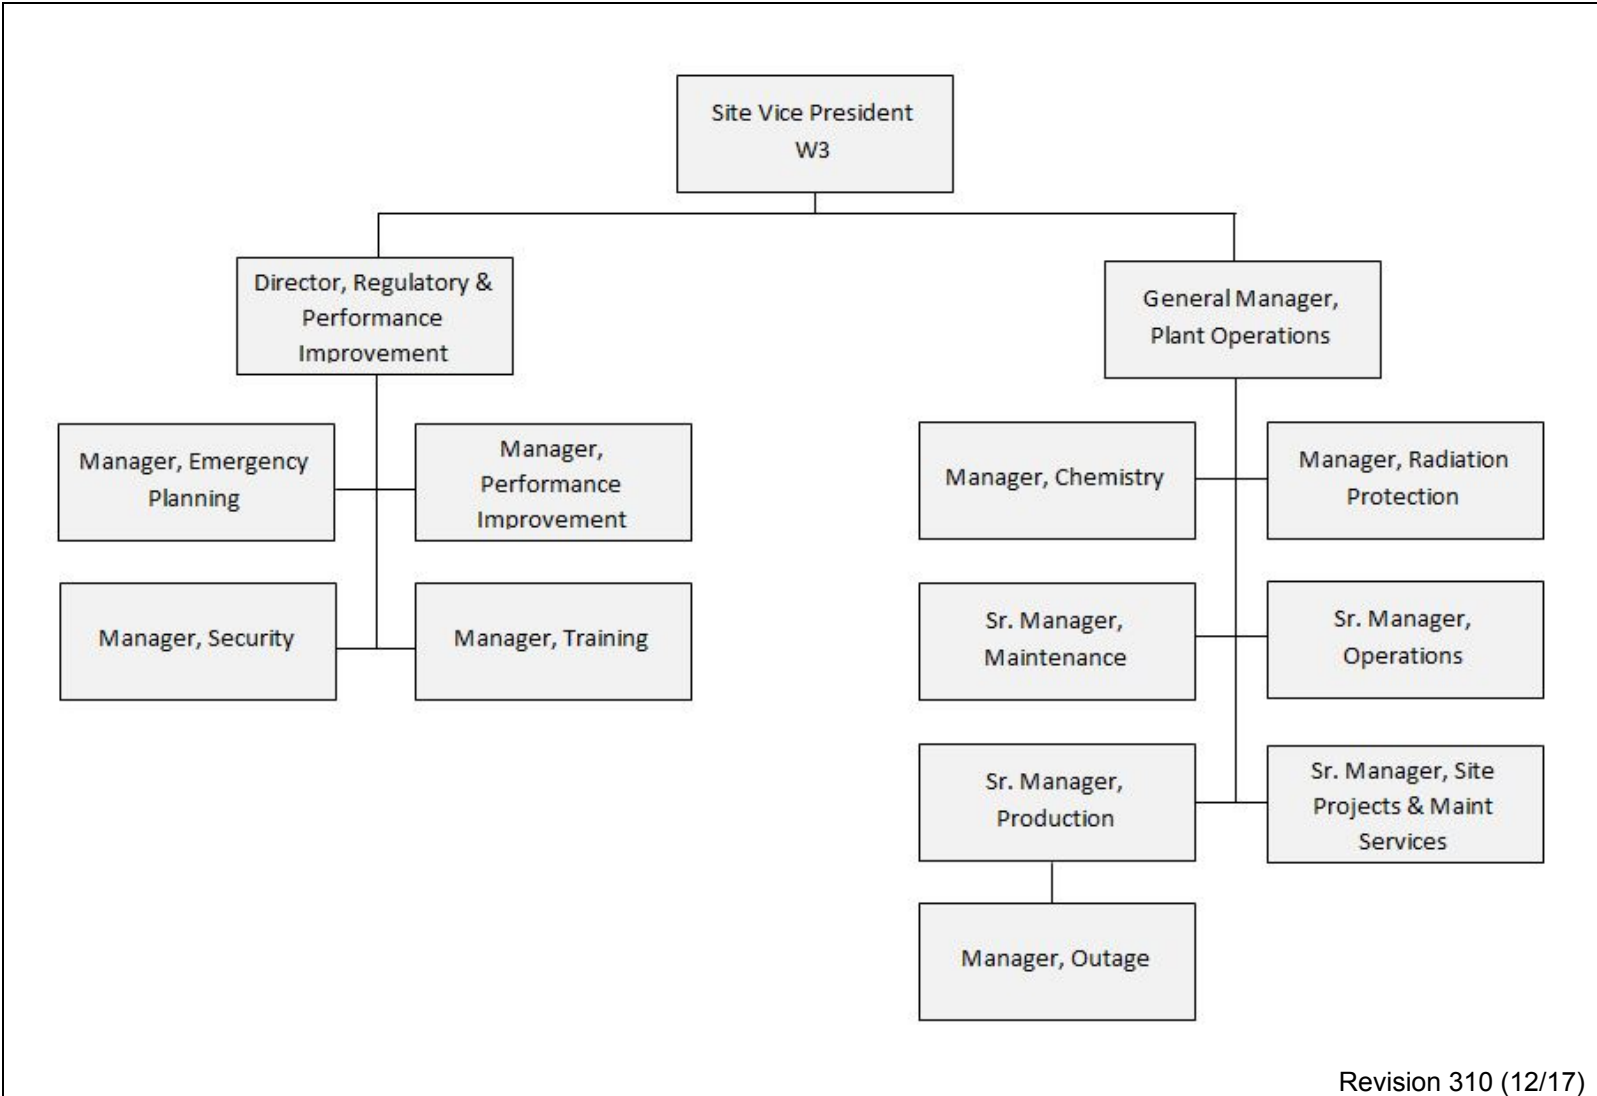 Site Vice President
W3
Director, Regulatory &
Performance
Improvement
General Manager,
Plant Operations
Manager, Emergency
Planning
Manager,
Performance
Improvement
Manager, Chemistry
Manager, Radiation
Protection
Manager, Security
Manager, Training
Sr. Manager,
Maintenance
Sr. Manager,
Operations
Sr. Manager,
Production
Sr. Manager, Site
Projects & Maint
Services
Manager, Outage
Revision 310 (12/17)